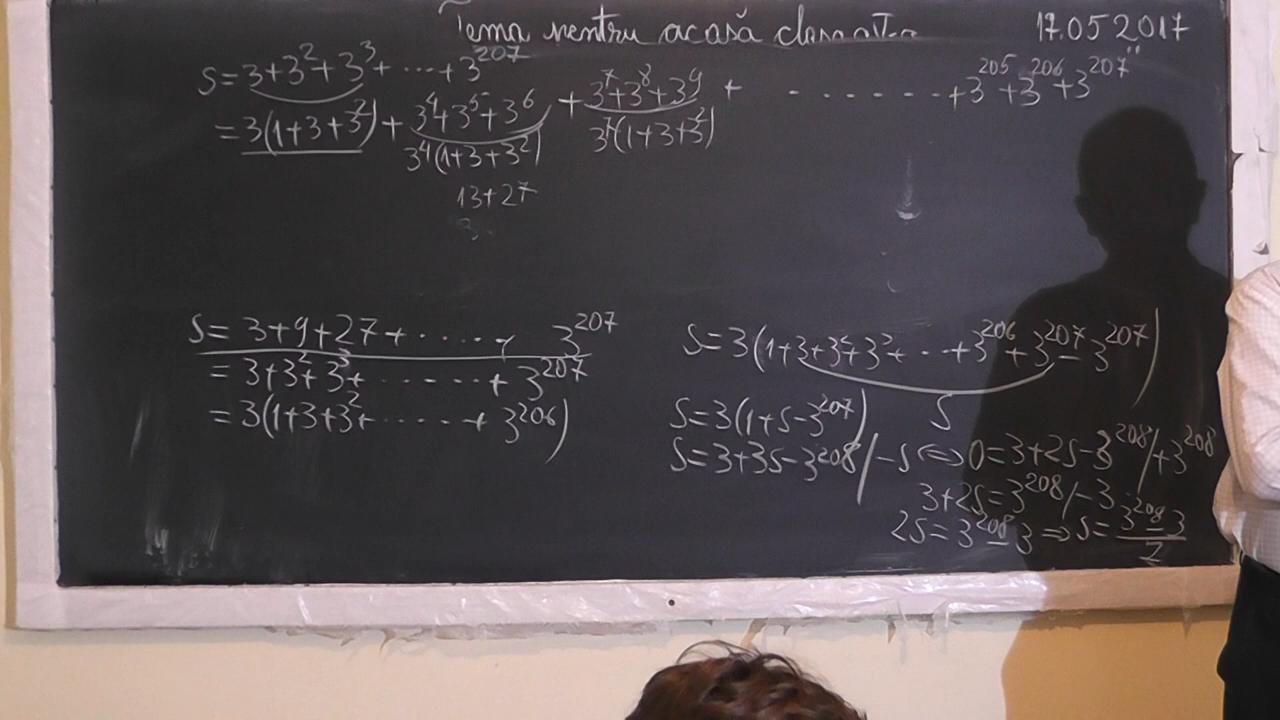 Tema pentru acasă clasa 17.05 2017
S=3+3²+3³+ ····+3²⁰⁷
=3(1+3+3²)+3⁴+3⁵+3⁶ +3⁷+3⁸+3⁹ + ·······+3²⁰⁵+3²⁰⁶+3²⁰⁷"
3⁴(1+3+3²) 3⁷(1+3+3²)
13+27
S= 3+9+27+ ····+ 3²⁰⁷
= 3+3²+3³+ ······+ 3²⁰⁷
= 3(1+3+3²+ ·····+ 3²⁰⁶)
S=3(1+3+3²+3³+ ···+3²⁰⁶+3²⁰⁷-3²⁰⁷)
S
S=3(1+S-3²⁰⁷)
S=3+3S-3²⁰⁸/-S⇔0=3+2S-3²⁰⁸/+3²⁰⁸
3+2S=3²⁰⁸/-3
2S=3²⁰⁸-3⇒S=3²⁰⁸-3
2